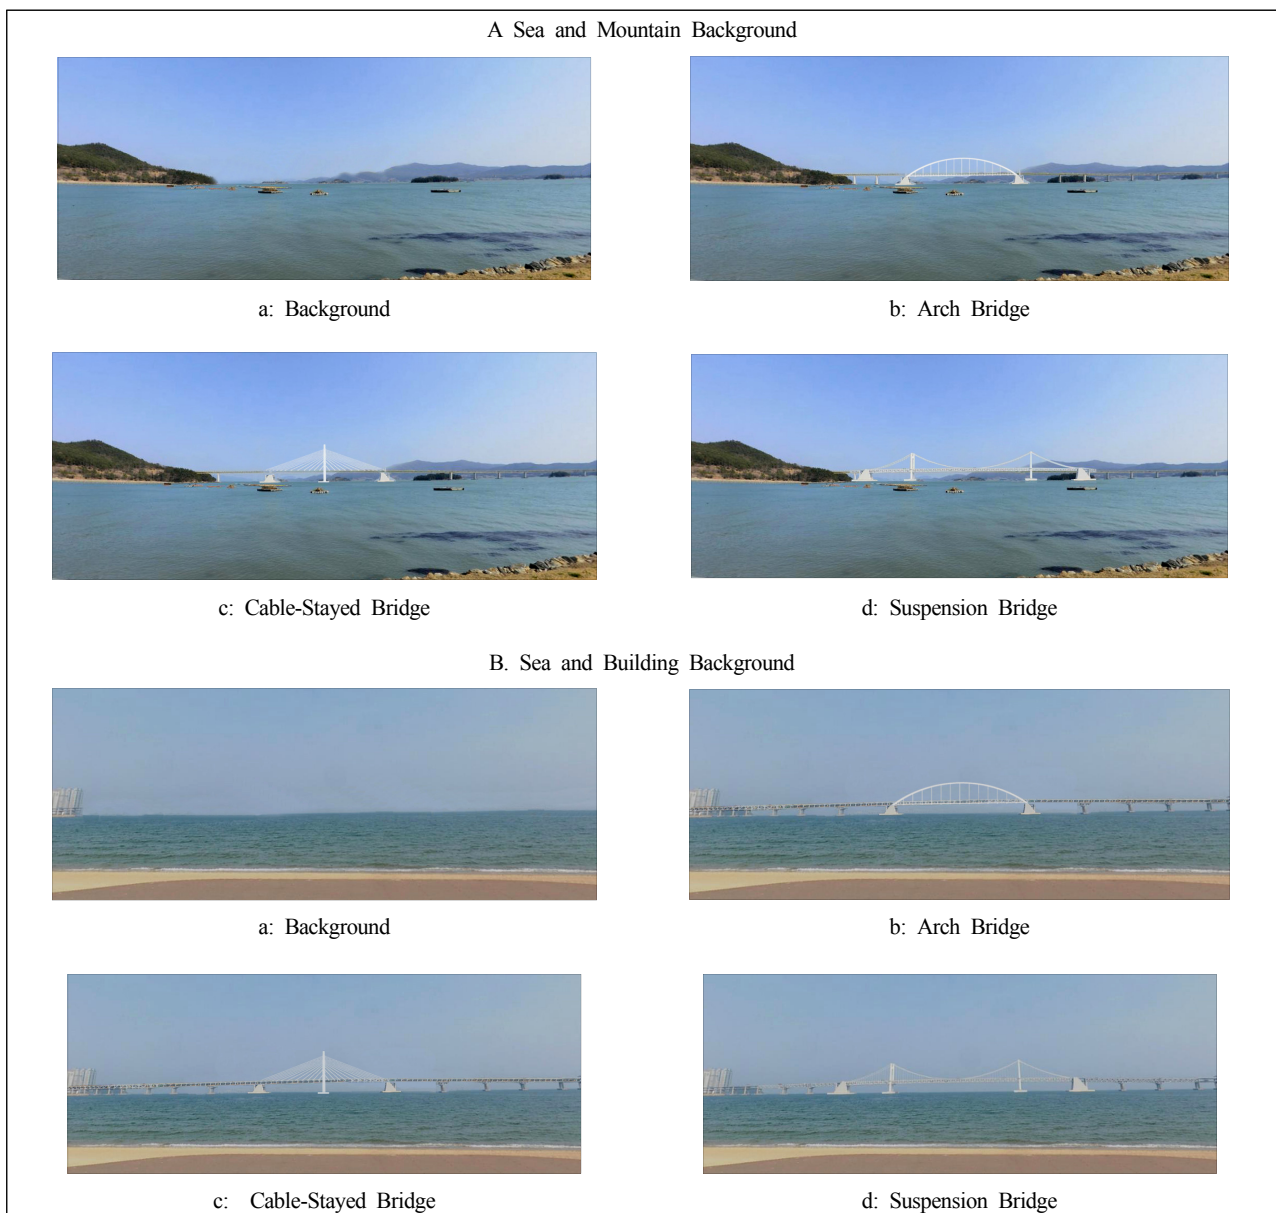 A Sea and Mountain Background
a: Background
b: Arch Bridge
c: Cable-Stayed Bridge
d: Suspension Bridge
B. Sea and Building Background
a: Background
b: Arch Bridge
c: Cable-Stayed Bridge
d: Suspension Bridge